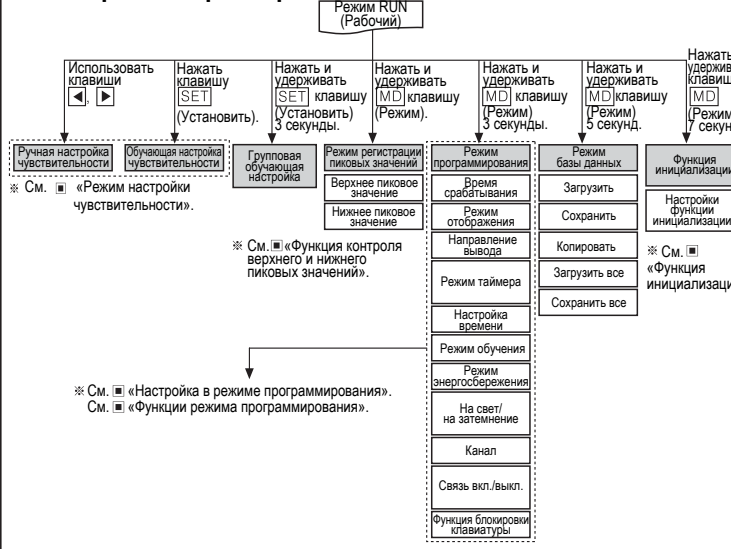 Режим RUN
(Рабочий)
Использовать
клавиши
◀, ▶
Нажать
клавишу
SET
(Установить).
Нажать и
удерживать
SET клавишу
(Установить)
3 секунды.
Нажать и
удерживать
MD клавишу
(Режим).
Нажать и
удерживать
MD клавишу
(Режим)
3 секунды.
Нажать и
удерживать
MD клавишу
(Режим)
5 секунд.
Нажать
MD
Ручная настройка
чувствительности
Обучающая настройка
чувствительности
Групповая
обучающая
настройка
Режим регистрации
пиковых значений
Режим
программирования
Режим
базы данных
Функция
инициализации
※ См. ▣ «Режим настройки
чувствительности».
Верхнее пиковое
значение
Нижнее пиковое
значение
※ См. ▣ «Функция контроля
верхнего и нижнего
пиковых значений».
Время
срабатывания
Режим
отображения
Направление
вывода
Режим таймера
Настройка
времени
Режим обучения
Режим
энергосбережения
На свет/
на затемнение
Канал
Связь вкл./выкл.
Функция блокировки
клавиатуры
Загрузить
Сохранить
Копировать
Загрузить все
Сохранить все
Настройки
функции
инициализации
※ См. ▣
«Функция
※ См. ▣ «Настройка в режиме программирования».
См. ▣ «Функции режима программирования».